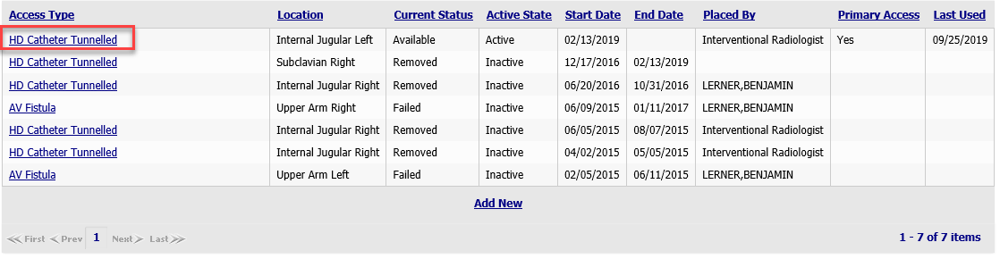 Access Type Location Current Status Active State Start Date End Date Placed By Primary Access Last Used
HD Catheter Tunnelled Internal Jugular Left Available Active 02/13/2019 Interventional Radiologist Yes 09/25/2019
HD Catheter Tunnelled Subclavian Right Removed Inactive 12/17/2016 02/13/2019
HD Catheter Tunnelled Internal Jugular Right Removed Inactive 06/20/2016 10/31/2016 LERNER,BENJAMIN
AV Fistula Upper Arm Right Failed Inactive 06/09/2015 01/11/2017 LERNER,BENJAMIN
HD Catheter Tunnelled Internal Jugular Right Removed Inactive 06/05/2015 08/07/2015 Interventional Radiologist
HD Catheter Tunnelled Internal Jugular Right Removed Inactive 04/02/2015 05/05/2015 Interventional Radiologist
AV Fistula Upper Arm Left Failed Inactive 02/05/2015 06/11/2015 LERNER,BENJAMIN
Add New
First Prev 1 Next Last 1 - 7 of 7 items